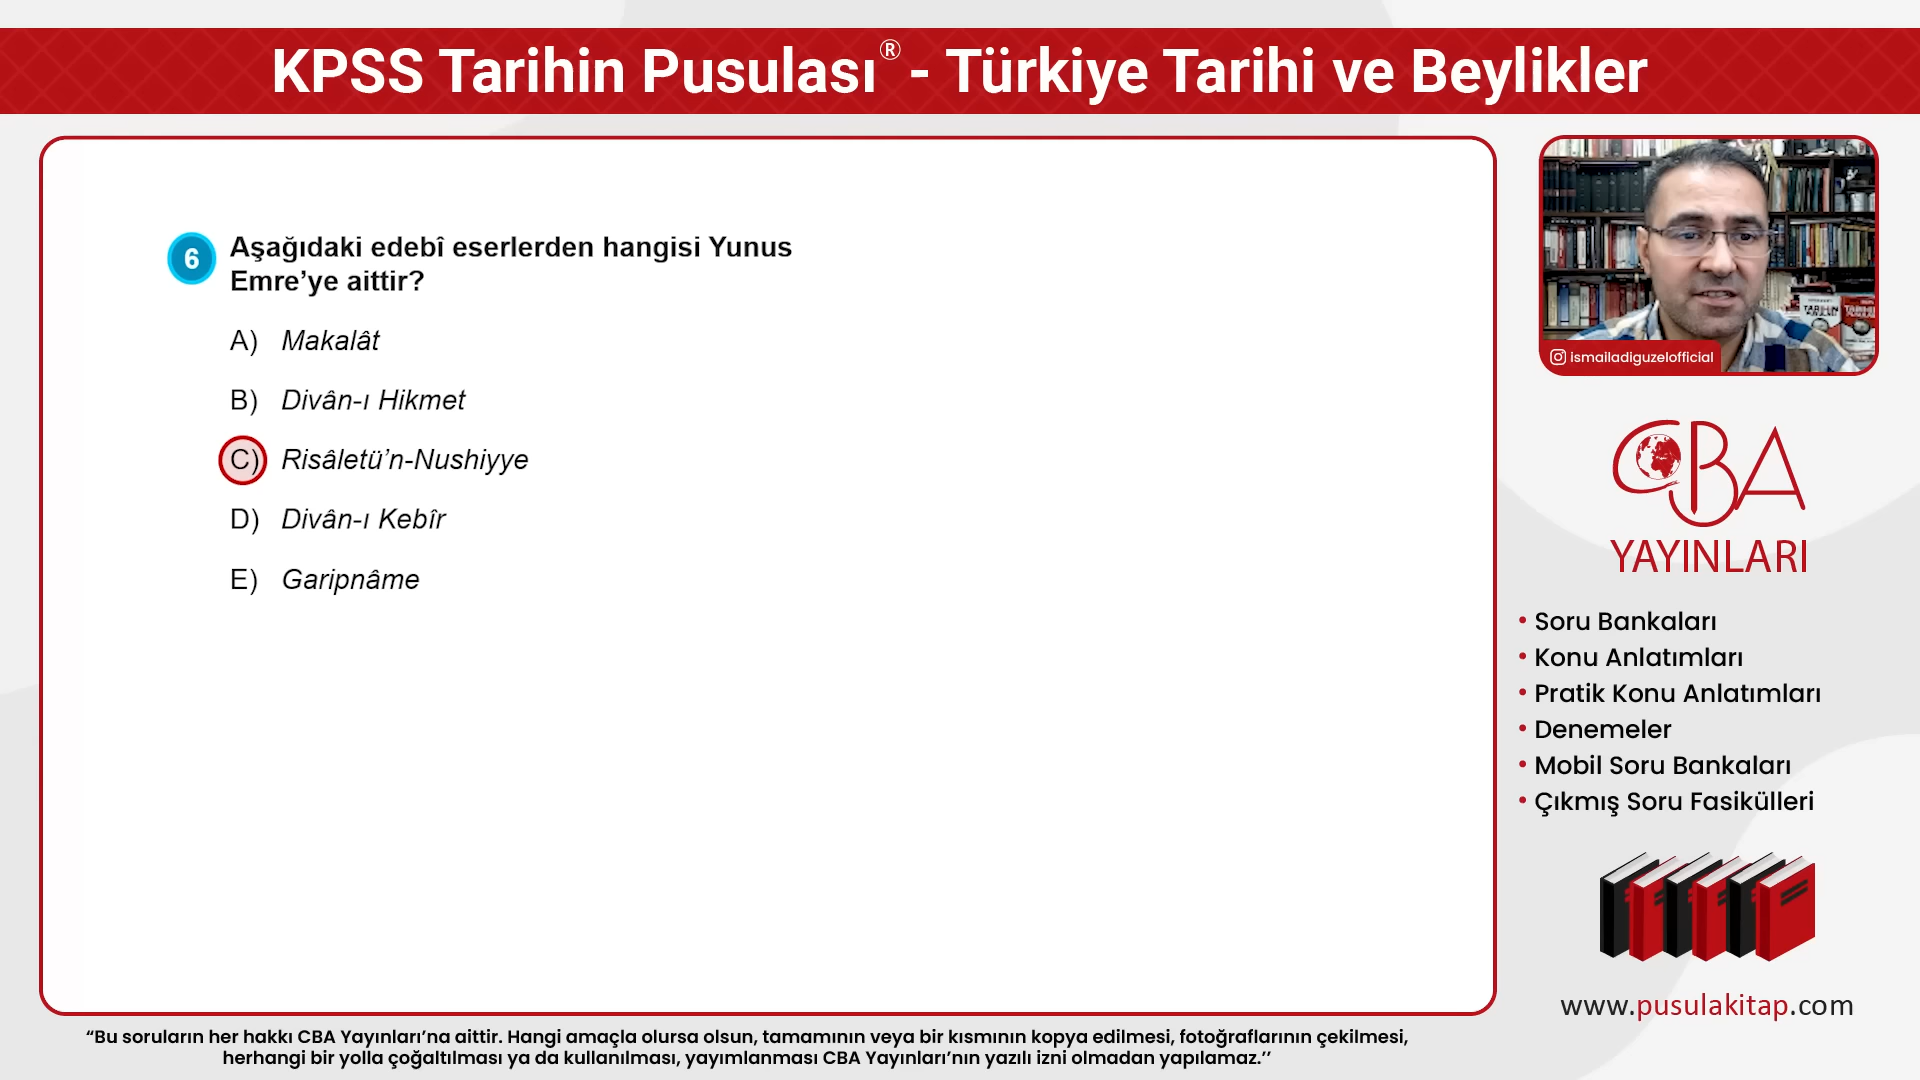 KPSS Tarihin Pusulası® - Türkiye Tarihi ve Beylikler
6 Aşağıdaki edebî eserlerden hangisi Yunus
Emre’ye aittir?
A) Makalât
B) Divân-ı Hikmet
C) Risâletü’n-Nushiyye
D) Divân-ı Kebîr
E) Garipnâme
ismailadiguzelofficial
CBA
YAYINLARI
• Soru Bankaları
• Konu Anlatımları
• Pratik Konu Anlatımları
• Denemeler
• Mobil Soru Bankaları
• Çıkmış Soru Fasikülleri
www.pusulakitap.com
“Bu soruların her hakkı CBA Yayınları’na aittir. Hangi amaçla olursa olsun, tamamının veya bir kısmının kopya edilmesi, fotoğraflarının çekilmesi,
herhangi bir yolla çoğaltılması ya da kullanılması, yayımlanması CBA Yayınları’nın yazılı izni olmadan yapılamaz.’’